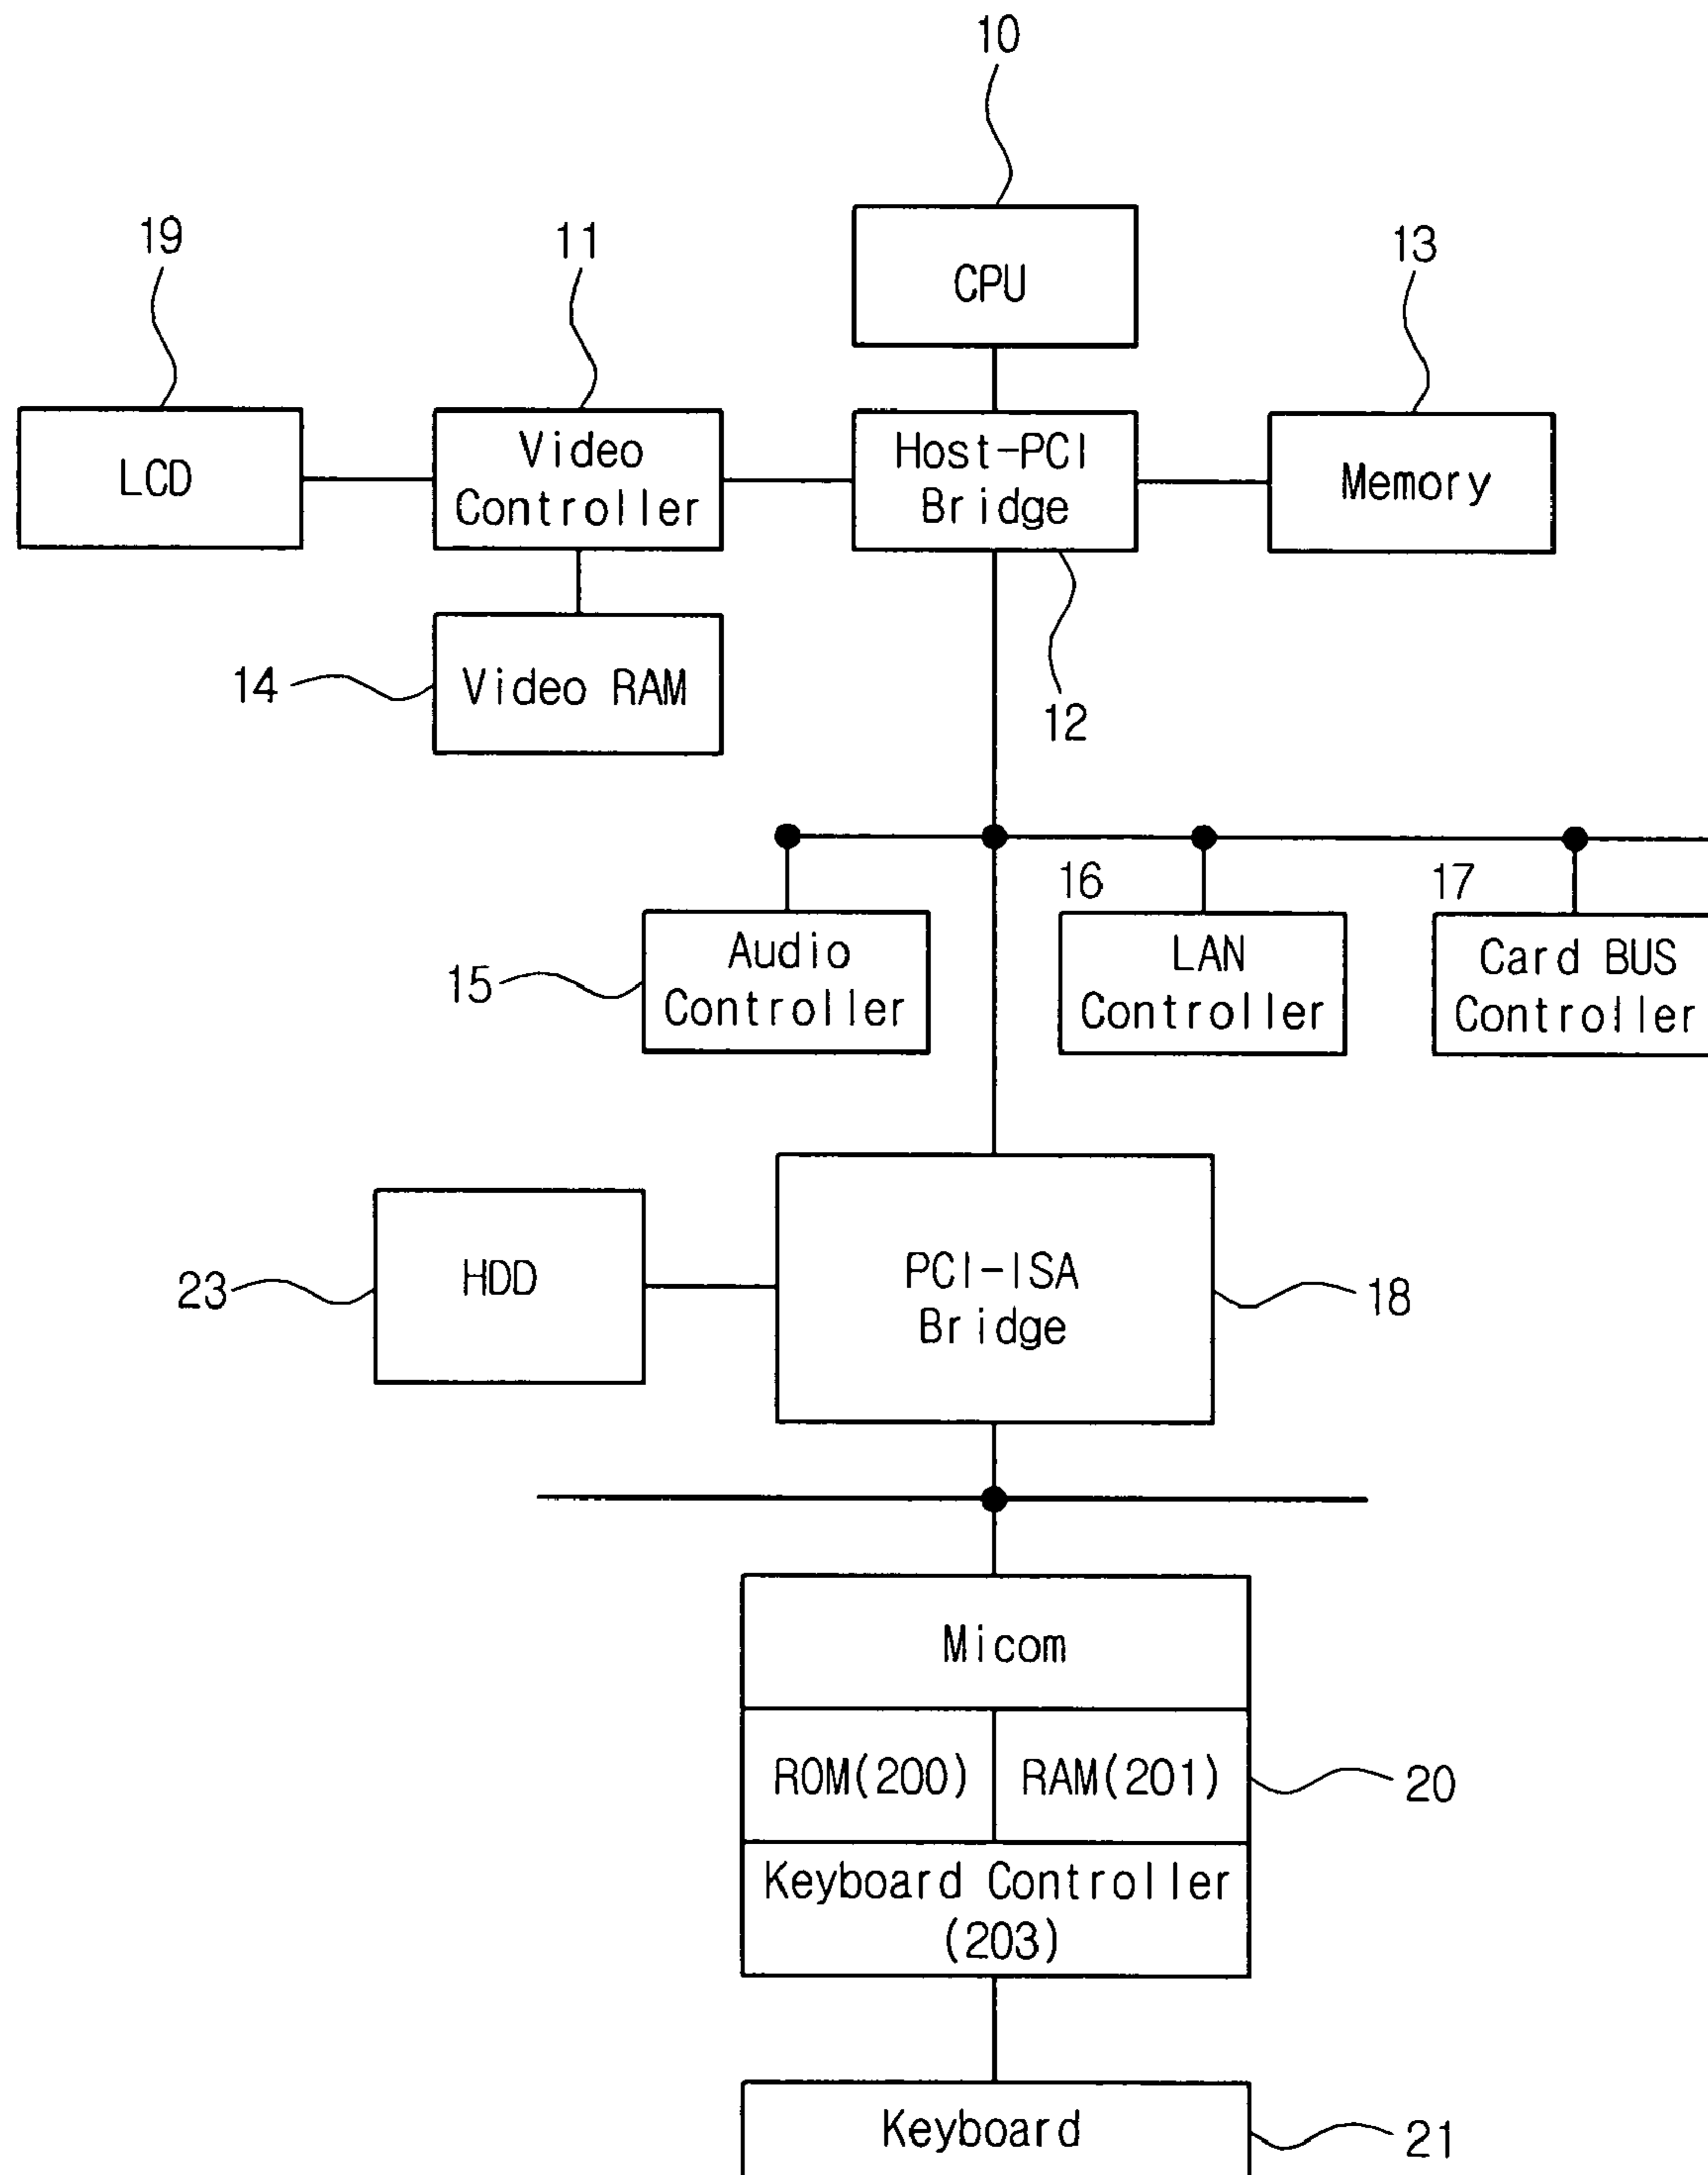 10
19
11
13
CPU
LCD
Video
Controller
Host-PCI
Bridge
Memory
14
Video RAM
12
16
17
15
Audio
Controller
LAN
Controller
Card BUS
Controller
23
HDD
PCI-ISA
Bridge
18
Micom
ROM(200)
RAM(201)
20
Keyboard Controller
(203)
Keyboard
21